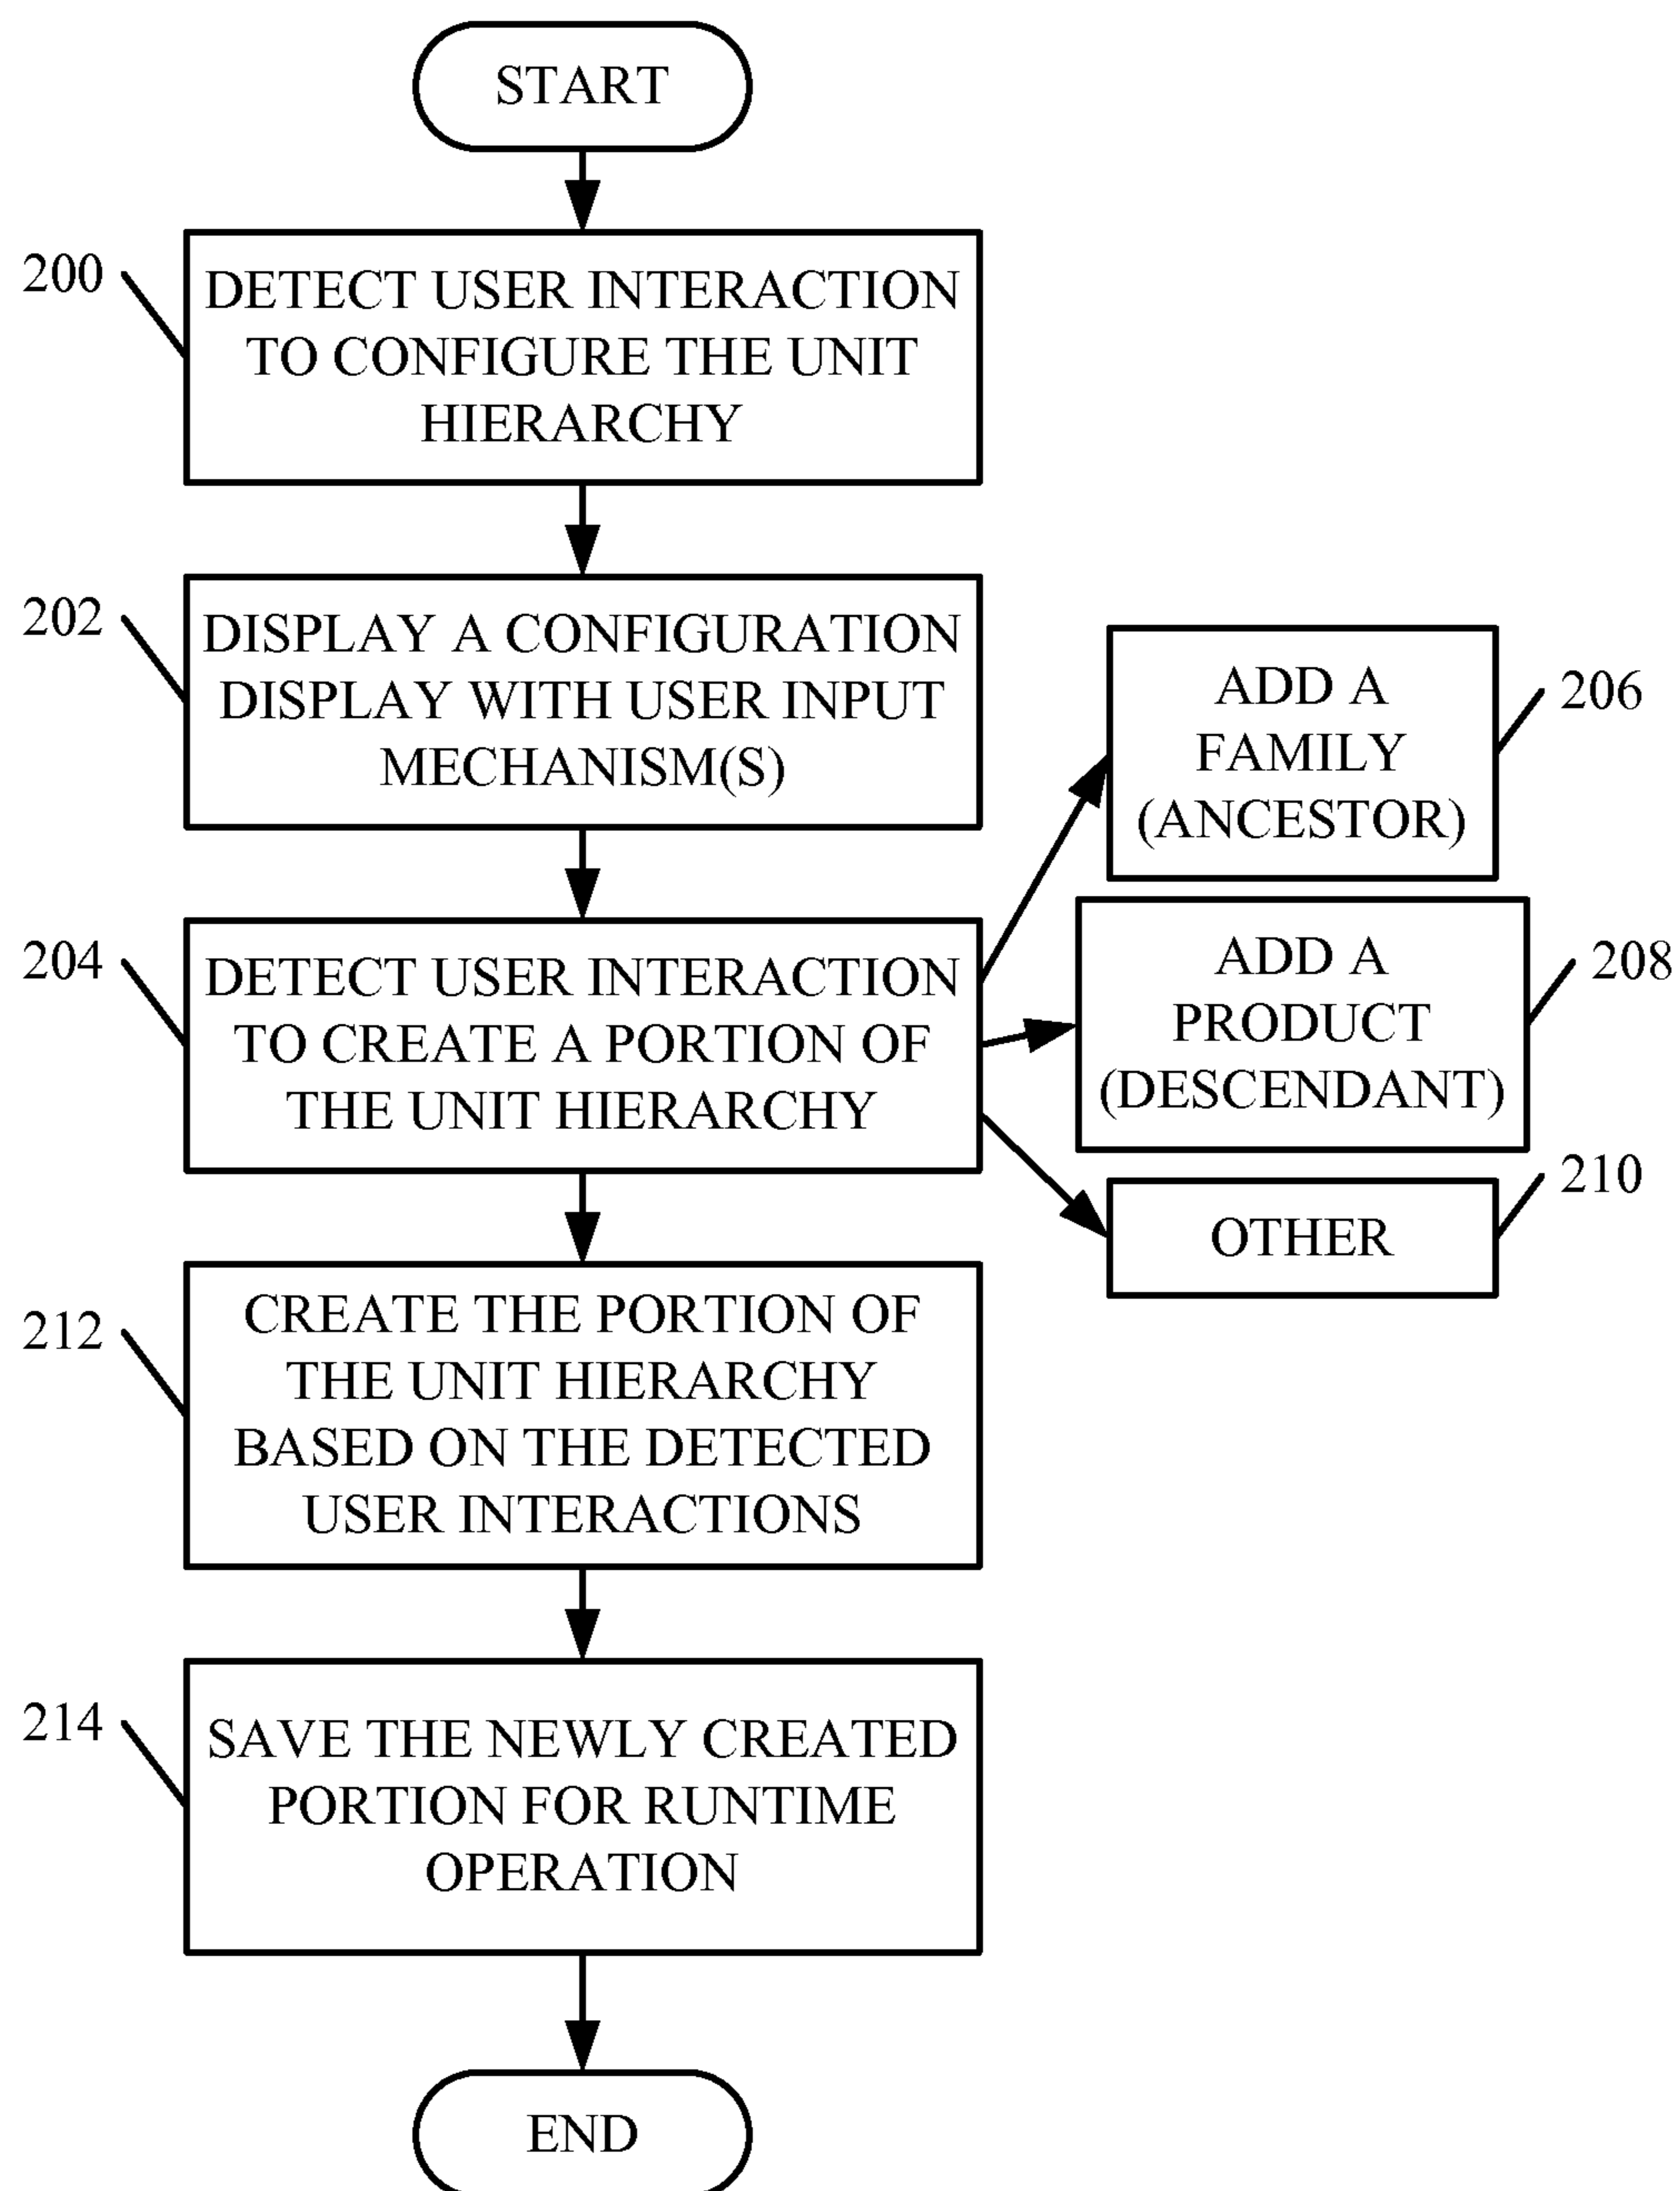 START
200
DETECT USER INTERACTION
TO CONFIGURE THE UNIT
HIERARCHY
202
DISPLAY A CONFIGURATION
DISPLAY WITH USER INPUT
MECHANISM(S)
204
DETECT USER INTERACTION
TO CREATE A PORTION OF
THE UNIT HIERARCHY
ADD A
FAMILY
(ANCESTOR)
206
ADD A
PRODUCT
(DESCENDANT)
208
OTHER
210
212
CREATE THE PORTION OF
THE UNIT HIERARCHY
BASED ON THE DETECTED
USER INTERACTIONS
214
SAVE THE NEWLY CREATED
PORTION FOR RUNTIME
OPERATION
END